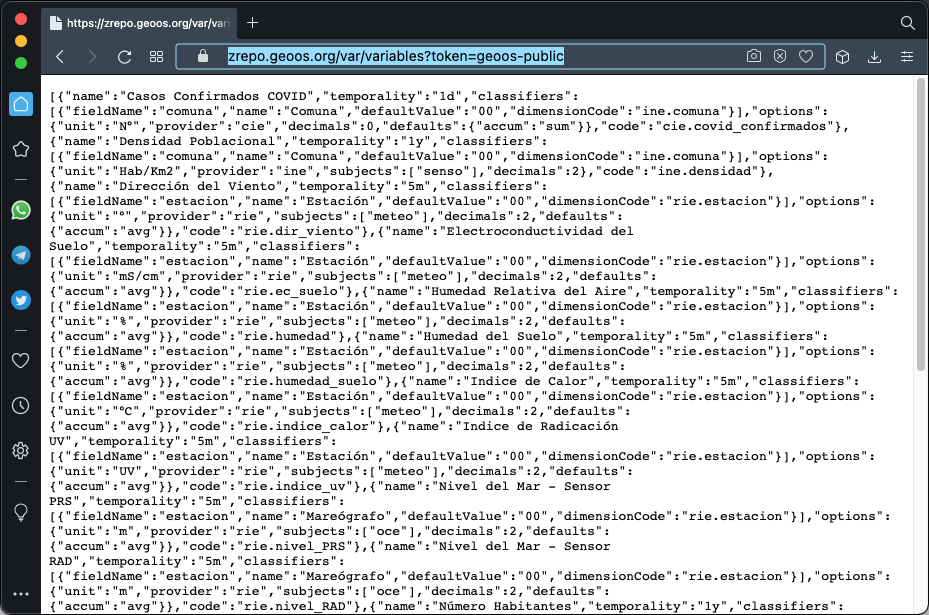 https://zrepo.geoos.org/var/vari
zrepo.geoos.org/var/variables?token=geoos-public
[{"name":"Casos Confirmados COVID","temporality":"1d","classifiers":
[{"fieldName":"comuna","name":"Comuna","defaultValue":"00","dimensionCode":"ine.comuna"}],"options":
{"unit":"N°","provider":"cie","decimals":0,"defaults":{"accum":"sum"}},"code":"cie.covid_confirmados"},
{"name":"Densidad Poblacional","temporality":"1y","classifiers":
[{"fieldName":"comuna","name":"Comuna","defaultValue":"00","dimensionCode":"ine.comuna"}],"options":
{"unit":"Hab/Km2","provider":"ine","subjects":["senso"],"decimals":2},"code":"ine.densidad"},
{"name":"Dirección del Viento","temporality":"5m","classifiers":
[{"fieldName":"estacion","name":"Estación","defaultValue":"00","dimensionCode":"rie.estacion"}],"options":
{"unit":"°","provider":"rie","subjects":["meteo"],"decimals":2,"defaults":
{"accum":"avg"}},"code":"rie.dir_viento"},{"name":"Electroconductividad del
Suelo","temporality":"5m","classifiers":
[{"fieldName":"estacion","name":"Estación","defaultValue":"00","dimensionCode":"rie.estacion"}],"options":
{"unit":"mS/cm","provider":"rie","subjects":["meteo"],"decimals":2,"defaults":
{"accum":"avg"}},"code":"rie.ec_suelo"},{"name":"Humedad Relativa del Aire","temporality":"5m","classifiers":
[{"fieldName":"estacion","name":"Estación","defaultValue":"00","dimensionCode":"rie.estacion"}],"options":
{"unit":"%","provider":"rie","subjects":["meteo"],"decimals":2,"defaults":
{"accum":"avg"}},"code":"rie.humedad"},{"name":"Humedad del Suelo","temporality":"5m","classifiers":
[{"fieldName":"estacion","name":"Estación","defaultValue":"00","dimensionCode":"rie.estacion"}],"options":
{"unit":"%","provider":"rie","subjects":["meteo"],"decimals":2,"defaults":
{"accum":"avg"}},"code":"rie.humedad_suelo"},{"name":"Indice de Calor","temporality":"5m","classifiers":
[{"fieldName":"estacion","name":"Estación","defaultValue":"00","dimensionCode":"rie.estacion"}],"options":
{"unit":"°C","provider":"rie","subjects":["meteo"],"decimals":2,"defaults":
{"accum":"avg"}},"code":"rie.indice_calor"},{"name":"Indice de Radicación
UV","temporality":"5m","classifiers":
[{"fieldName":"estacion","name":"Estación","defaultValue":"00","dimensionCode":"rie.estacion"}],"options":
{"unit":"UV","provider":"rie","subjects":["meteo"],"decimals":2,"defaults":
{"accum":"avg"}},"code":"rie.indice_uv"},{"name":"Nivel del Mar - Sensor
PRS","temporality":"5m","classifiers":
[{"fieldName":"estacion","name":"Mareógrafo","defaultValue":"00","dimensionCode":"rie.estacion"}],"options":
{"unit":"m","provider":"rie","subjects":["oce"],"decimals":2,"defaults":
{"accum":"avg"}},"code":"rie.nivel_PRS"},{"name":"Nivel del Mar - Sensor
RAD","temporality":"5m","classifiers":
[{"fieldName":"estacion","name":"Mareógrafo","defaultValue":"00","dimensionCode":"rie.estacion"}],"options":
{"unit":"m","provider":"rie","subjects":["oce"],"decimals":2,"defaults":
{"accum":"avg"}},"code":"rie.nivel_RAD"},{"name":"Número Habitantes","temporality":"1y","classifiers":